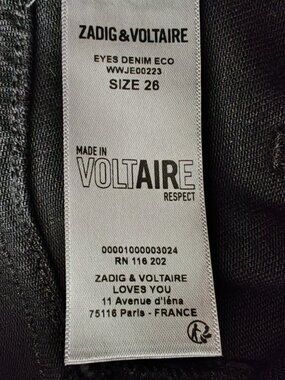 ZADIG & VOLTAIRE
EYES DENIM ECO
WWJE00223
SIZE 26
MADE IN
VOLTAIRE
RESPECT
00001000003024
RN 116 202
ZADIG & VOLTAIRE
LOVES YOU
11 Avenue d'Iéna
75116 Paris - FRANCE